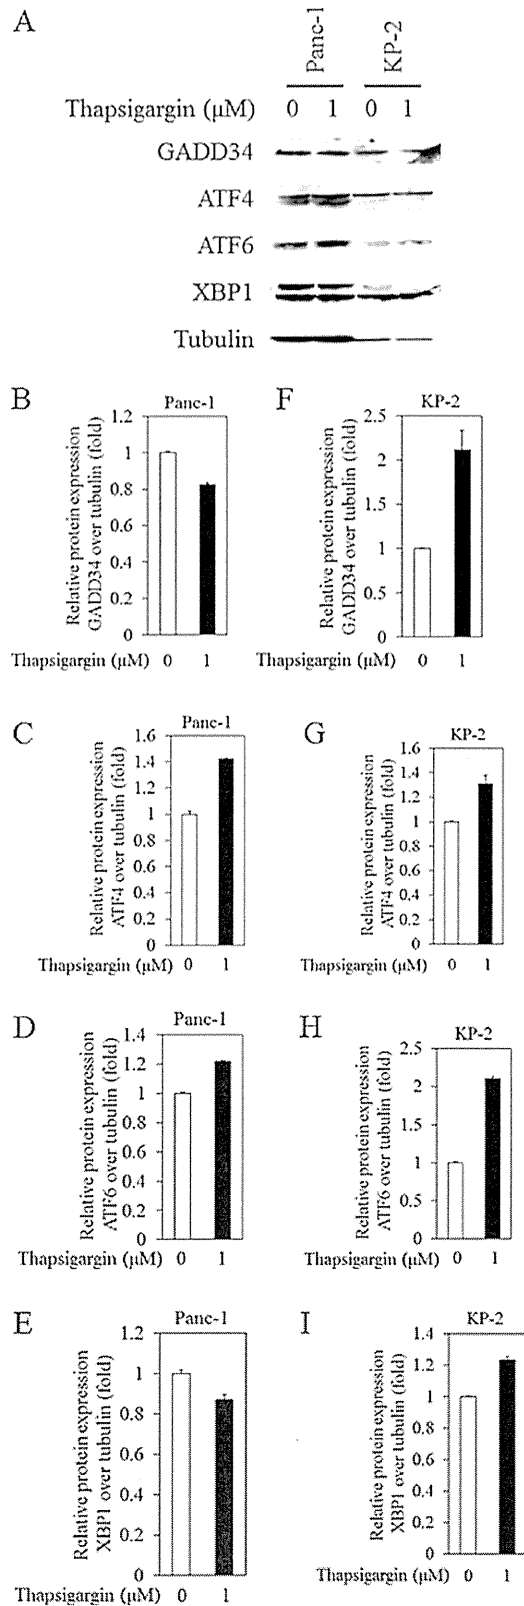 A
Panc-1
KP-2
Thapsigargin (µM) 0 1 0 1
GADD34
ATF4
ATF6
XBP1
Tubulin
B
Panc-1
Relative protein expression
GADD34 over tubulin (fold)
1.2
1
0.8
0.6
0.4
0.2
0
Thapsigargin (µM) 0 1
F
KP-2
Relative protein expression
GADD34 over tubulin (fold)
2.5
2
1.5
1
0.5
0
Thapsigargin (µM) 0 1
C
Panc-1
Relative protein expression
ATF4 over tubulin (fold)
1.6
1.4
1.2
1
0.8
0.6
0.4
0.2
0
Thapsigargin (µM) 0 1
G
KP-2
Relative protein expression
ATF4 over tubulin (fold)
1.6
1.4
1.2
1
0.8
0.6
0.4
0.2
0
Thapsigargin (µM) 0 1
D
Panc-1
Relative protein expression
ATF6 over tubulin (fold)
1.4
1.2
1
0.8
0.6
0.4
0.2
0
Thapsigargin (µM) 0 1
H
KP-2
Relative protein expression
ATF6 over tubulin (fold)
2.5
2
1.5
1
0.5
0
Thapsigargin (µM) 0 1
E
Panc-1
Relative protein expression
XBP1 over tubulin (fold)
1.2
1
0.8
0.6
0.4
0.2
0
Thapsigargin (µM) 0 1
I
KP-2
Relative protein expression
XBP1 over tubulin (fold)
1.4
1.2
1
0.8
0.6
0.4
0.2
0
Thapsigargin (µM) 0 1